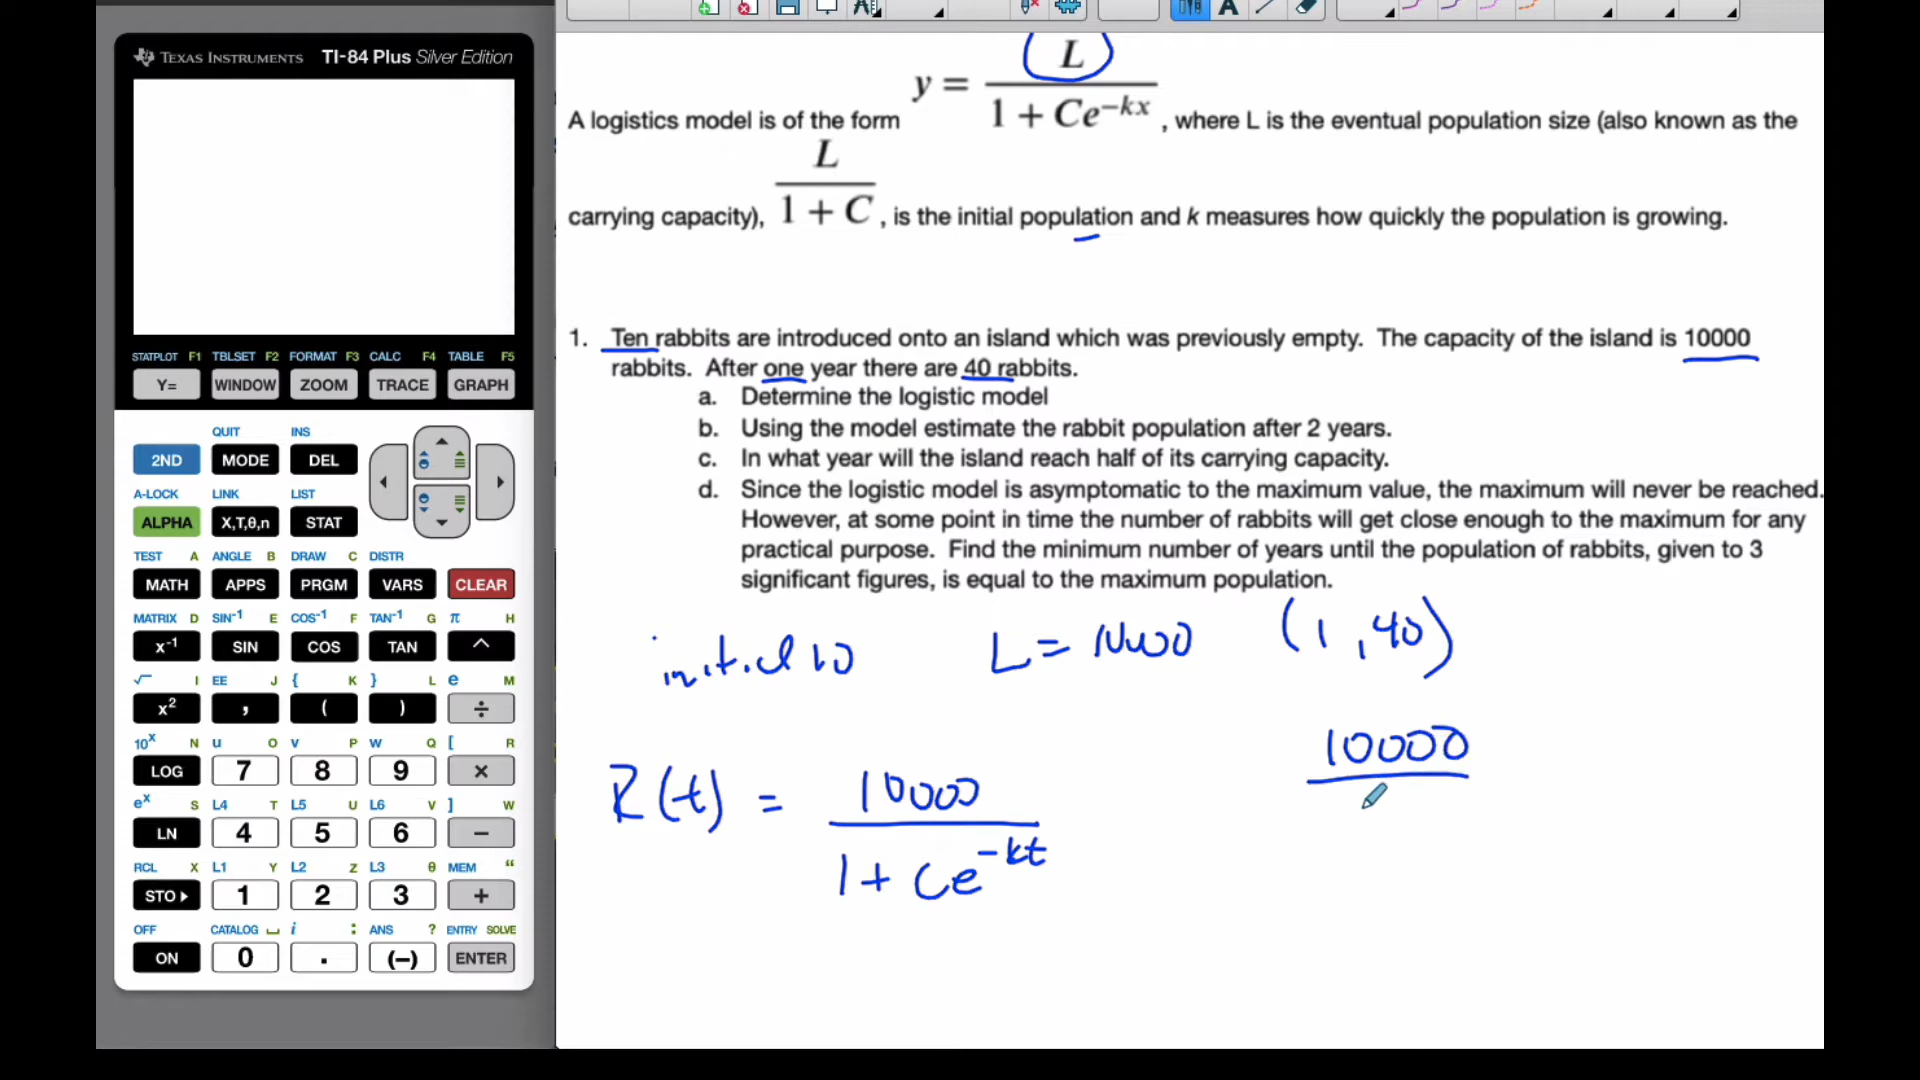 TEXAS INSTRUMENTS TI-84 Plus Silver Edition
STATPLOT F1 TBLSET F2 FORMAT F3 CALC F4 TABLE F5
Y= WINDOW ZOOM TRACE GRAPH
QUIT INS
2ND MODE DEL
A-LOCK LINK LIST
ALPHA X,T,θ,n STAT
TEST A ANGLE B DRAW C DISTR
MATH APPS PRGM VARS CLEAR
MATRIX D SIN⁻¹ E COS⁻¹ F TAN⁻¹ G π H
x⁻¹ SIN COS TAN ^
√ I EE J { K } L e M
x² , ( ) ÷
10ˣ N u O v P w Q [ R
LOG 7 8 9 ×
eˣ S L4 T L5 U L6 V ] W
LN 4 5 6 −
RCL X L1 Y L2 Z L3 θ MEM “
STO▸ 1 2 3 +
OFF CATALOG ⎵ i : ANS ? ENTRY SOLVE
ON 0 . (−) ENTER
A logistics model is of the form y = L / (1 + Ce^(−kx)) , where L is the eventual population size (also known as the
carrying capacity), L / (1 + C) , is the initial population and k measures how quickly the population is growing.
1. Ten rabbits are introduced onto an island which was previously empty. The capacity of the island is 10000
rabbits. After one year there are 40 rabbits.
a. Determine the logistic model
b. Using the model estimate the rabbit population after 2 years.
c. In what year will the island reach half of its carrying capacity.
d. Since the logistic model is asymptomatic to the maximum value, the maximum will never be reached.
However, at some point in time the number of rabbits will get close enough to the maximum for any
practical purpose. Find the minimum number of years until the population of rabbits, given to 3
significant figures, is equal to the maximum population.
initial 10 L = 10000 (1, 40)
R(t) = 10000 / (1 + Ce^(−kt))
10000